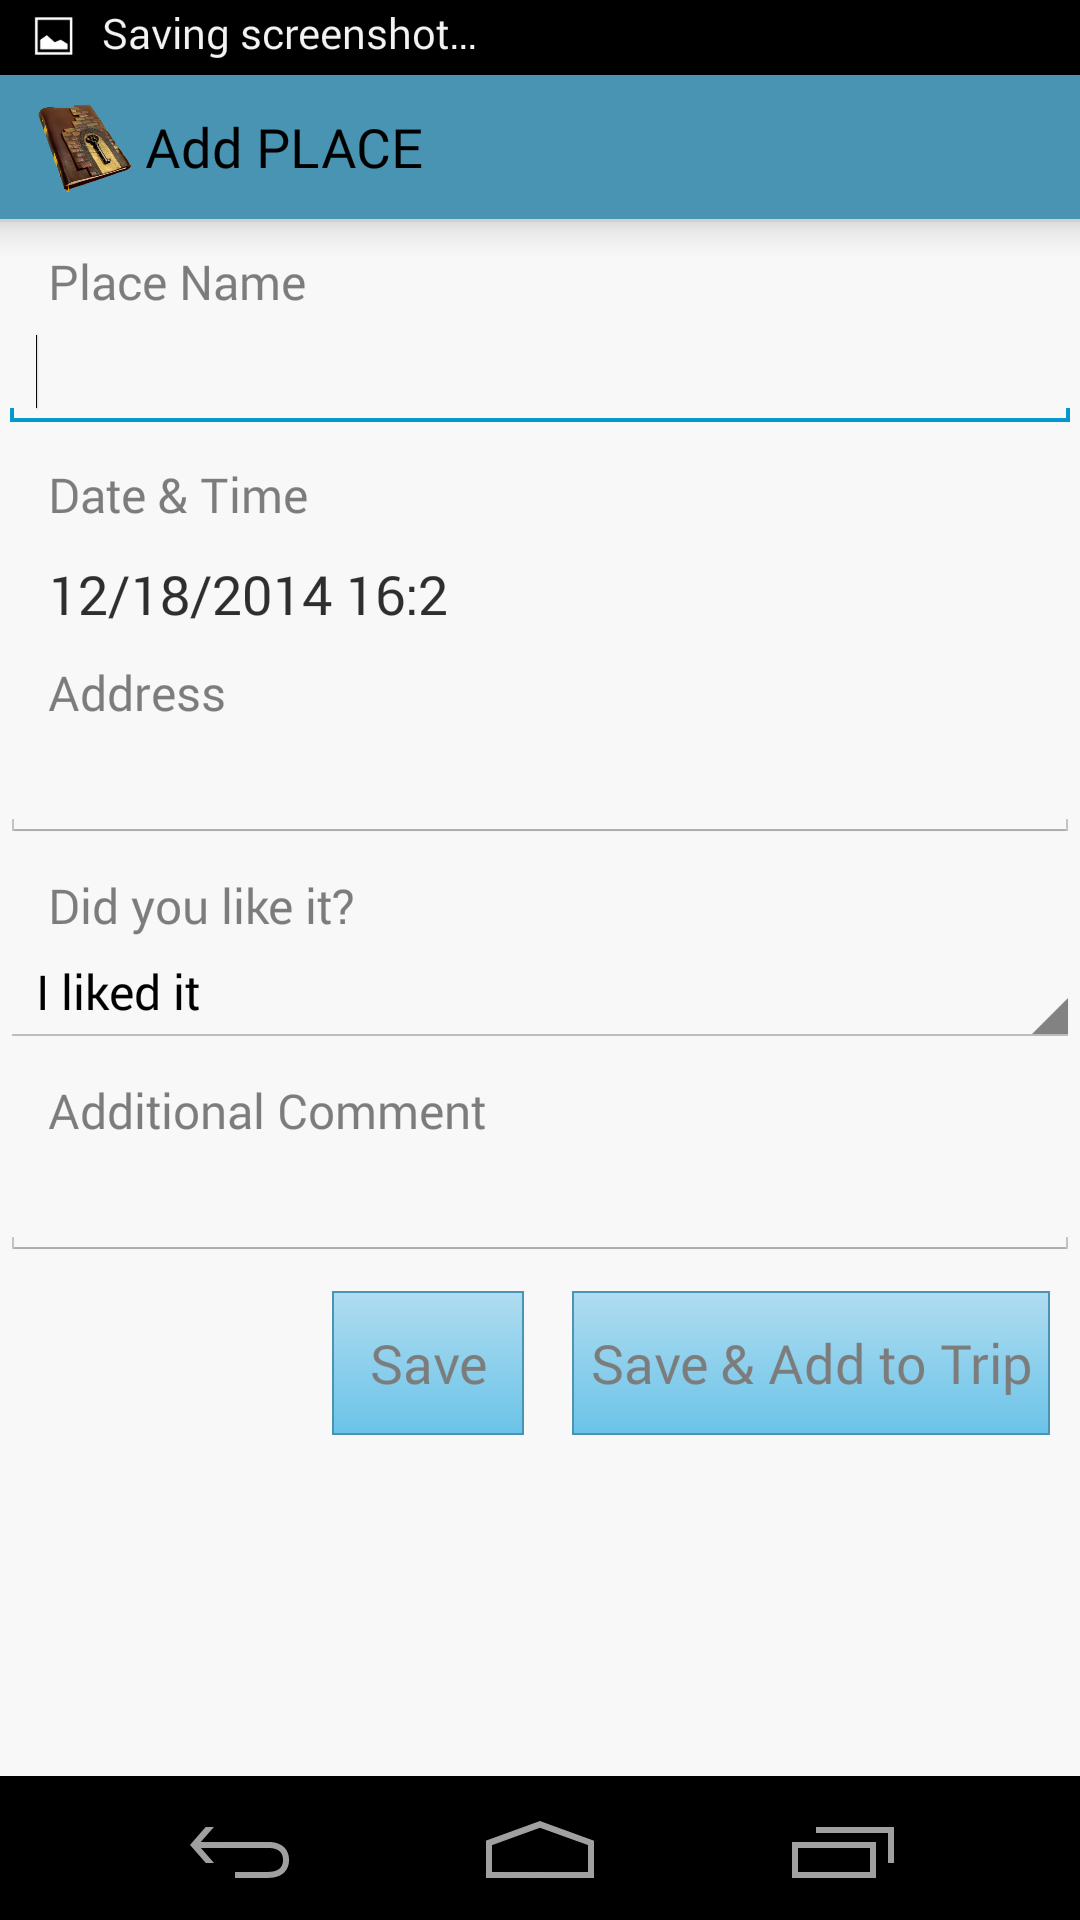 Saving screenshot...
Add PLACE
Place Name
Date & Time
12/18/2014 16:2
Address
Did you like it?
I liked it
Additional Comment
Save
Save & Add to Trip